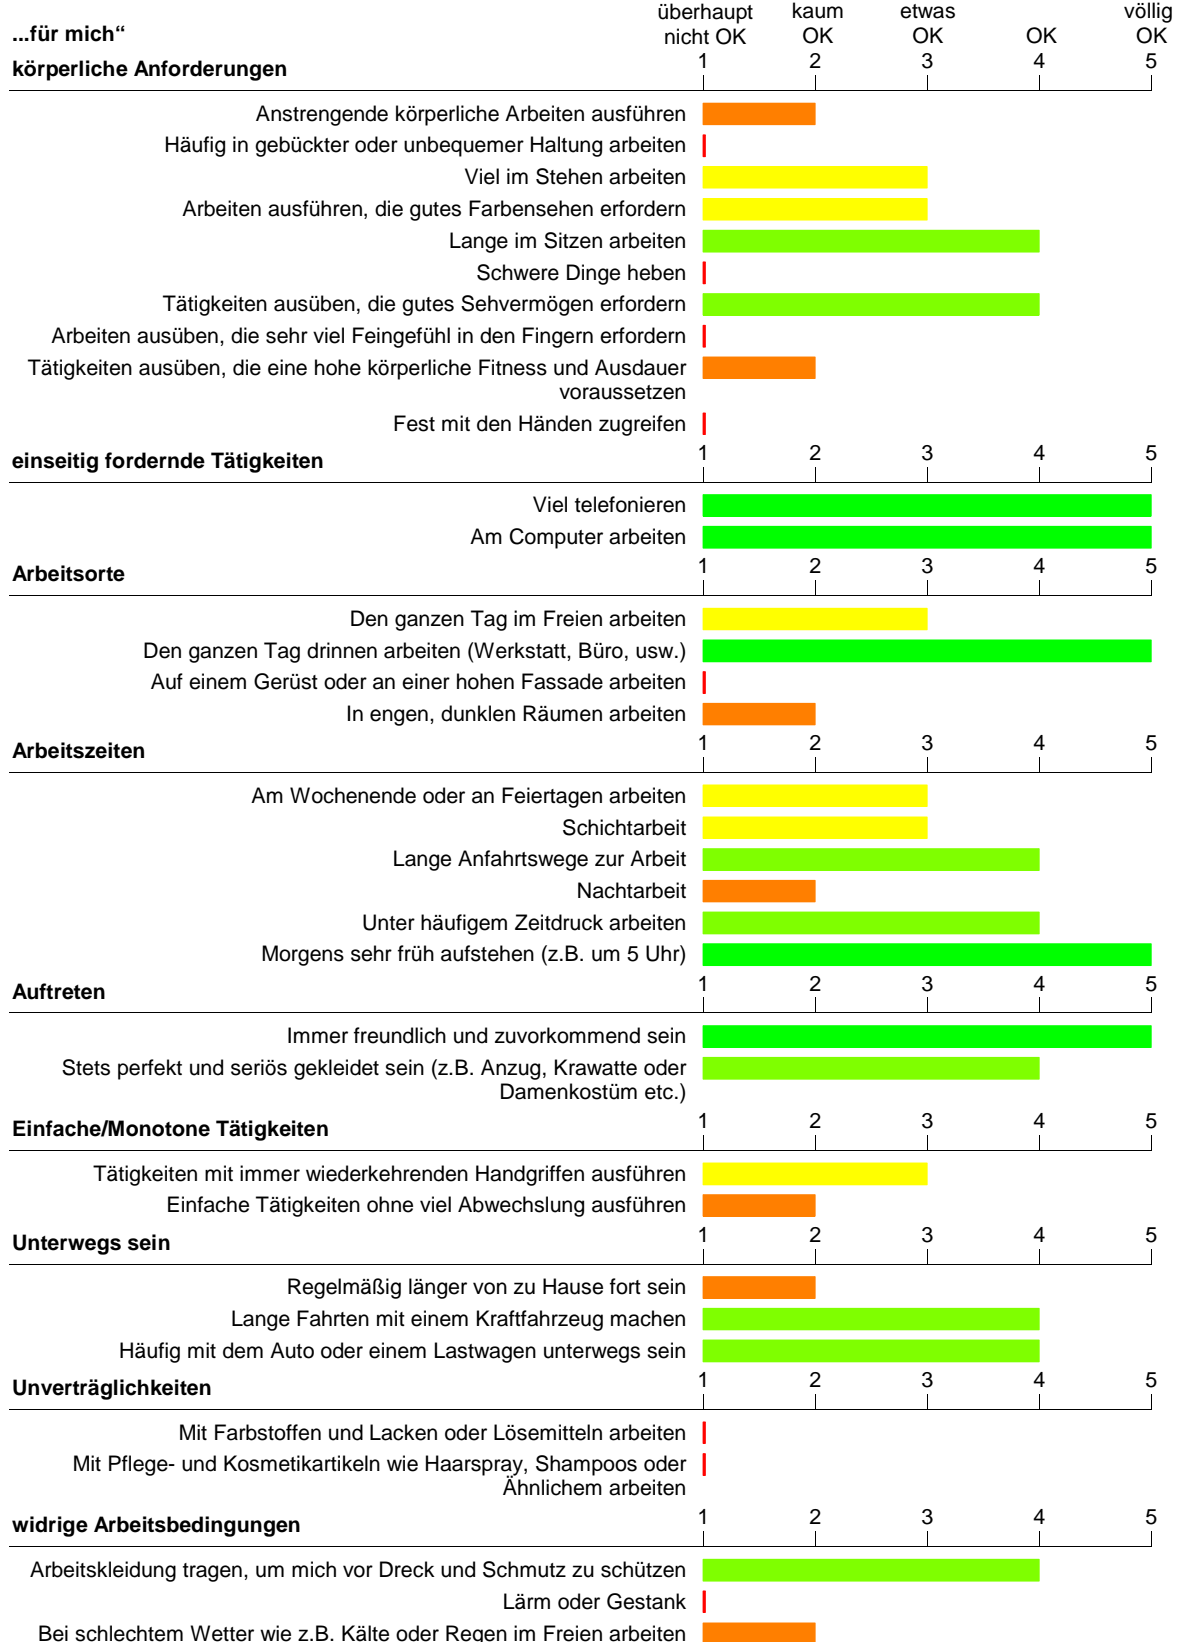 ...für mich“
überhaupt nicht OK
kaum OK
etwas OK
OK
völlig OK
körperliche Anforderungen
1 2 3 4 5
Anstrengende körperliche Arbeiten ausführen
Häufig in gebückter oder unbequemer Haltung arbeiten
Viel im Stehen arbeiten
Arbeiten ausführen, die gutes Farbensehen erfordern
Lange im Sitzen arbeiten
Schwere Dinge heben
Tätigkeiten ausüben, die gutes Sehvermögen erfordern
Arbeiten ausüben, die sehr viel Feingefühl in den Fingern erfordern
Tätigkeiten ausüben, die eine hohe körperliche Fitness und Ausdauer
voraussetzen
Fest mit den Händen zugreifen
einseitig fordernde Tätigkeiten
1 2 3 4 5
Viel telefonieren
Am Computer arbeiten
Arbeitsorte
1 2 3 4 5
Den ganzen Tag im Freien arbeiten
Den ganzen Tag drinnen arbeiten (Werkstatt, Büro, usw.)
Auf einem Gerüst oder an einer hohen Fassade arbeiten
In engen, dunklen Räumen arbeiten
Arbeitszeiten
1 2 3 4 5
Am Wochenende oder an Feiertagen arbeiten
Schichtarbeit
Lange Anfahrtswege zur Arbeit
Nachtarbeit
Unter häufigem Zeitdruck arbeiten
Morgens sehr früh aufstehen (z.B. um 5 Uhr)
Auftreten
1 2 3 4 5
Immer freundlich und zuvorkommend sein
Stets perfekt und seriös gekleidet sein (z.B. Anzug, Krawatte oder
Damenkostüm etc.)
Einfache/Monotone Tätigkeiten
1 2 3 4 5
Tätigkeiten mit immer wiederkehrenden Handgriffen ausführen
Einfache Tätigkeiten ohne viel Abwechslung ausführen
Unterwegs sein
1 2 3 4 5
Regelmäßig länger von zu Hause fort sein
Lange Fahrten mit einem Kraftfahrzeug machen
Häufig mit dem Auto oder einem Lastwagen unterwegs sein
Unverträglichkeiten
1 2 3 4 5
Mit Farbstoffen und Lacken oder Lösemitteln arbeiten
Mit Pflege- und Kosmetikartikeln wie Haarspray, Shampoos oder
Ähnlichem arbeiten
widrige Arbeitsbedingungen
1 2 3 4 5
Arbeitskleidung tragen, um mich vor Dreck und Schmutz zu schützen
Lärm oder Gestank
Bei schlechtem Wetter wie z.B. Kälte oder Regen im Freien arbeiten